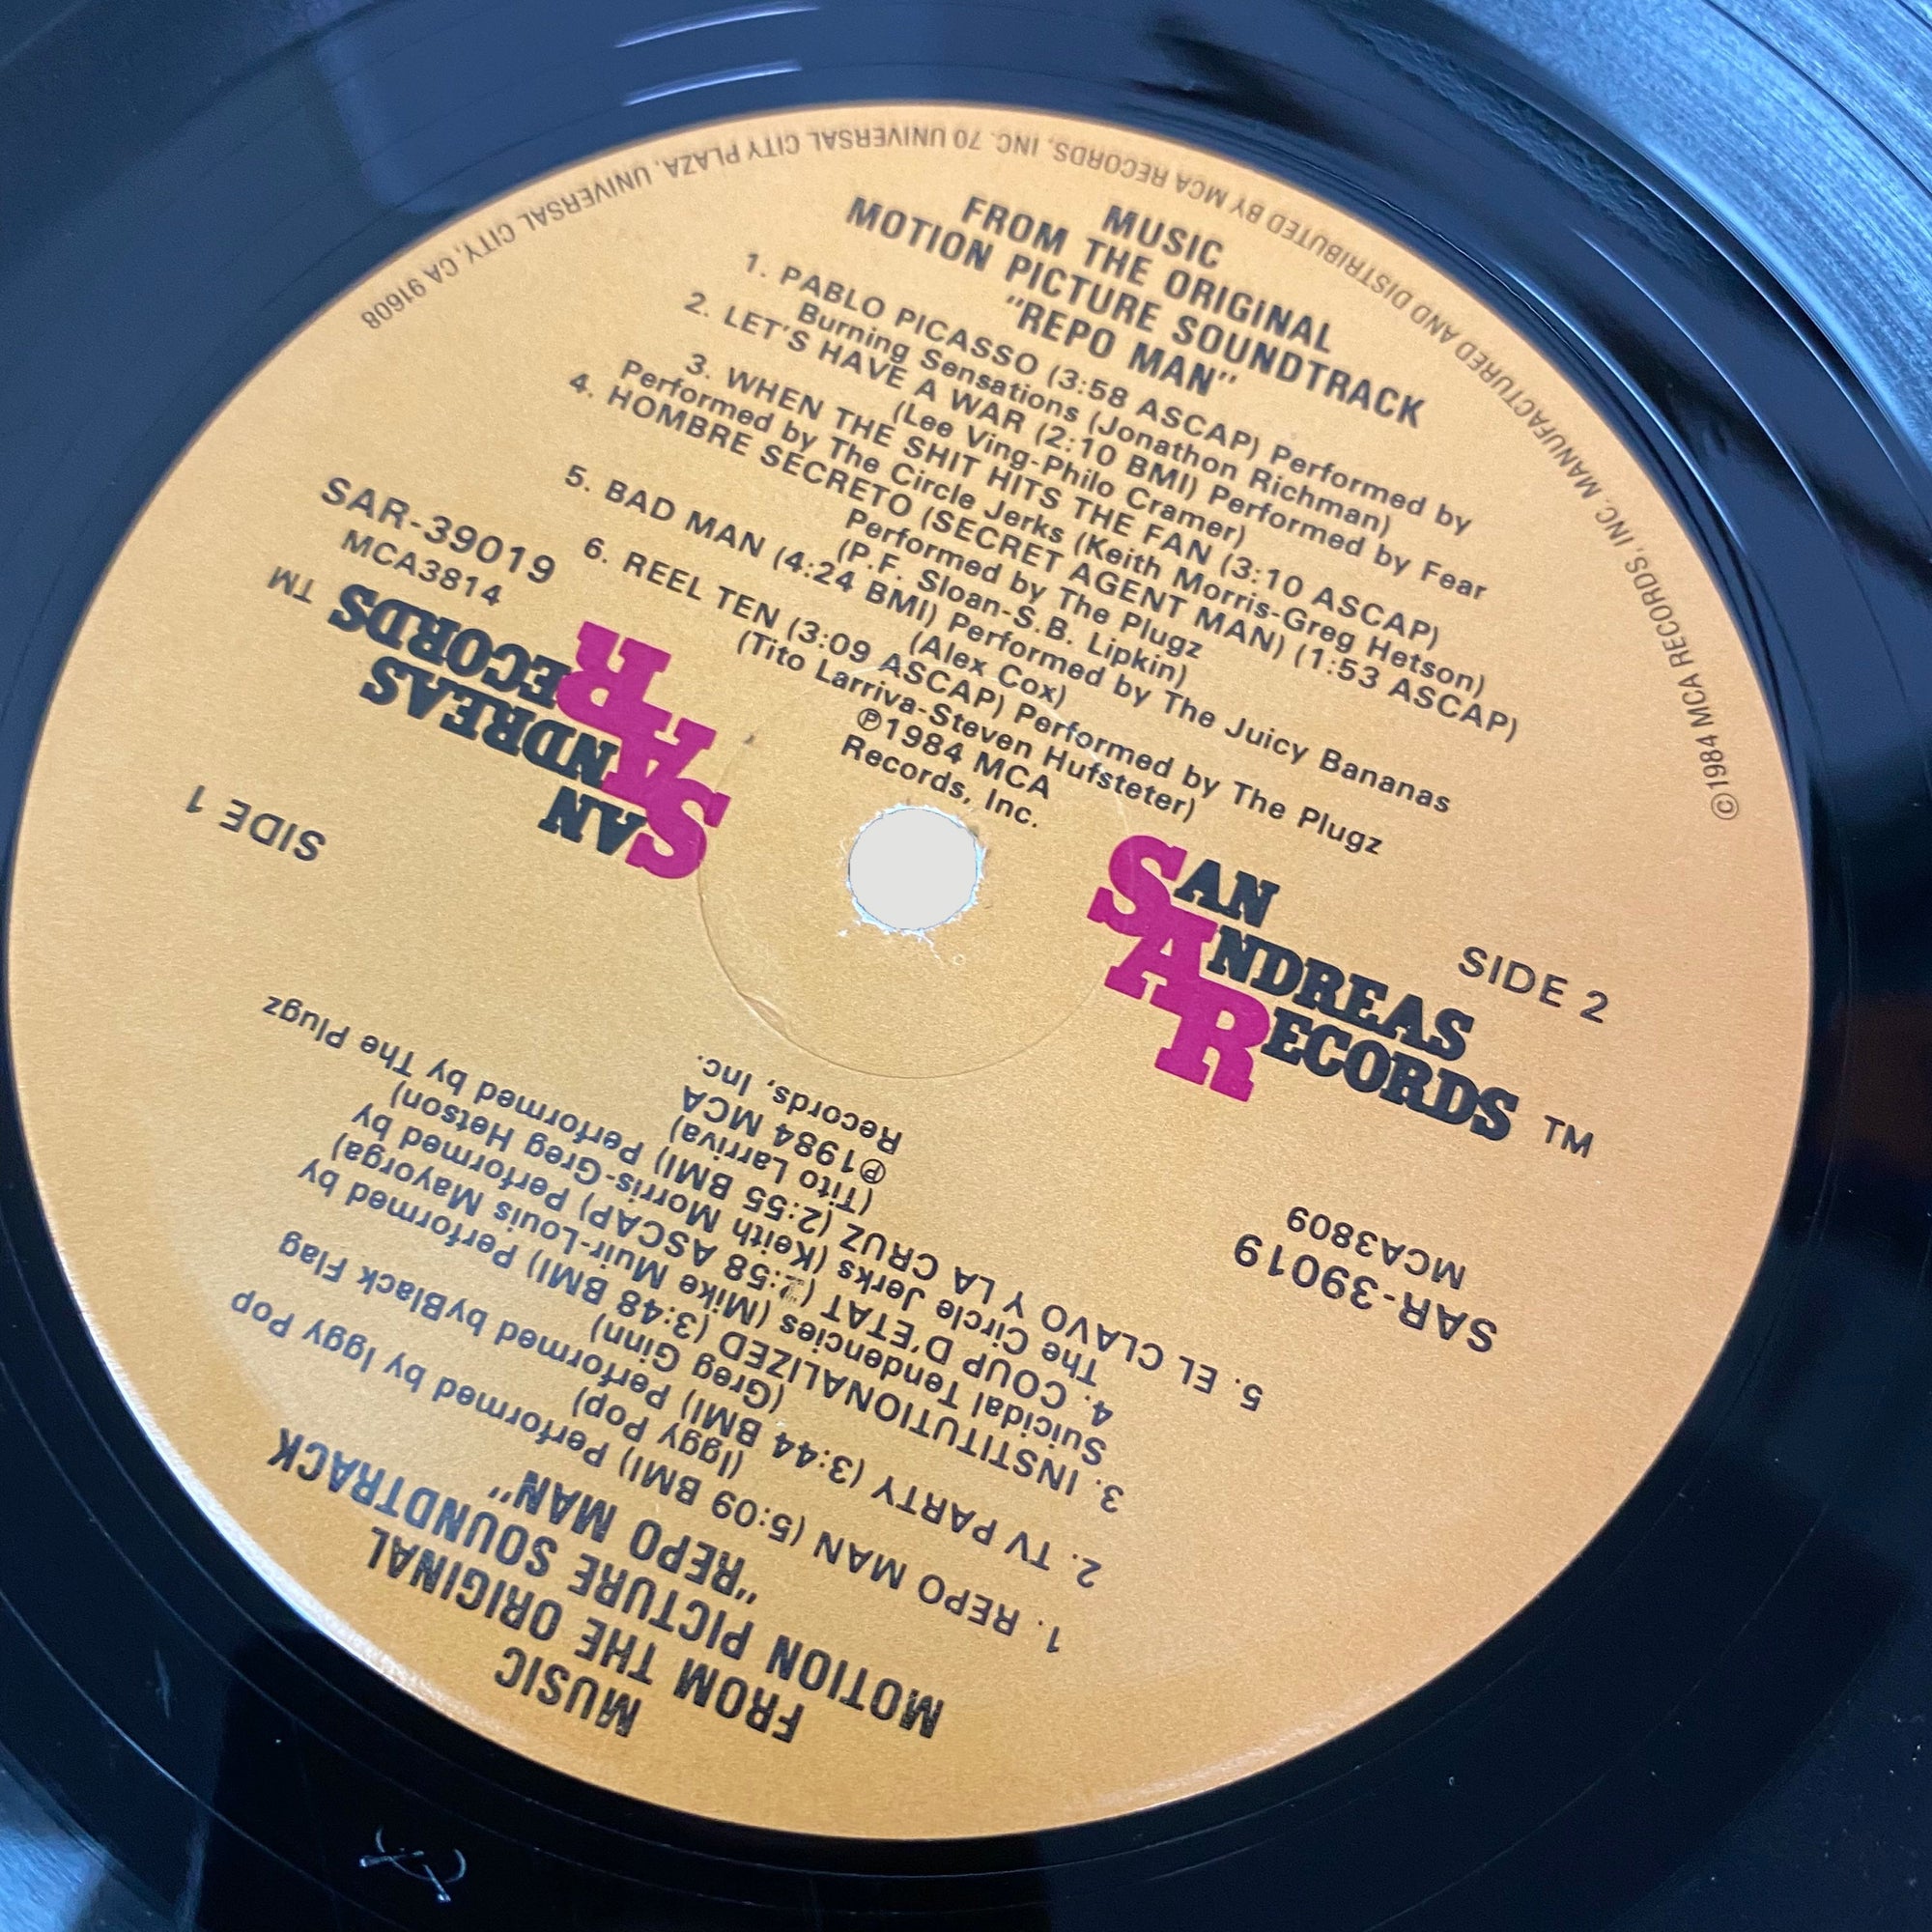 MUSIC
FROM THE ORIGINAL
MOTION PICTURE SOUNDTRACK
"REPO MAN"
1. PABLO PICASSO (3:58 ASCAP) Performed by
Burning Sensations (Jonathon Richman)
2. LET'S HAVE A WAR (2:10 BMI) Performed by Fear
(Lee Ving-Philo Cramer)
3. WHEN THE SHIT HITS THE FAN (3:10 ASCAP)
Performed by The Circle Jerks (Keith Morris-Greg Hetson)
4. HOMBRE SECRETO (SECRET AGENT MAN) (1:53 ASCAP)
Performed by The Plugz
(P.F. Sloan-S.B. Lipkin)
5. BAD MAN (4:24 BMI) Performed by The Juicy Bananas
(Alex Cox)
6. REEL TEN (3:09 ASCAP) Performed by The Plugz
(Tito Larriva-Steven Hufsteter)
℗1984 MCA
Records, Inc.
SAR-39019
MCA3814
SAN
ANDREAS
RECORDS TM
SIDE 2
MUSIC
FROM THE ORIGINAL
MOTION PICTURE SOUNDTRACK
"REPO MAN"
1. REPO MAN (5:09 BMI) Performed by Iggy Pop
(Iggy Pop)
2. TV PARTY (3:44 BMI) Performed byBlack Flag
(Greg Ginn)
3. INSTITUTIONALIZED (3:48 BMI) Performed by
Suicidal Tendencies (Mike Muir-Louis Mayorga)
4. COUP D'ETAT (2:58 ASCAP) Performed by
The Circle Jerks (Keith Morris-Greg Hetson)
5. EL CLAVO Y LA CRUZ (2:55 BMI) Performed by The Plugz
(Tito Larriva)
℗1984 MCA
Records, Inc.
SAR-39019
MCA3809
SAN
ANDREAS
RECORDS TM
SIDE 1
©1984 MCA RECORDS, INC. MANUFACTURED AND DISTRIBUTED BY MCA RECORDS, INC. 70 UNIVERSAL CITY PLAZA, UNIVERSAL CITY, CA 91608